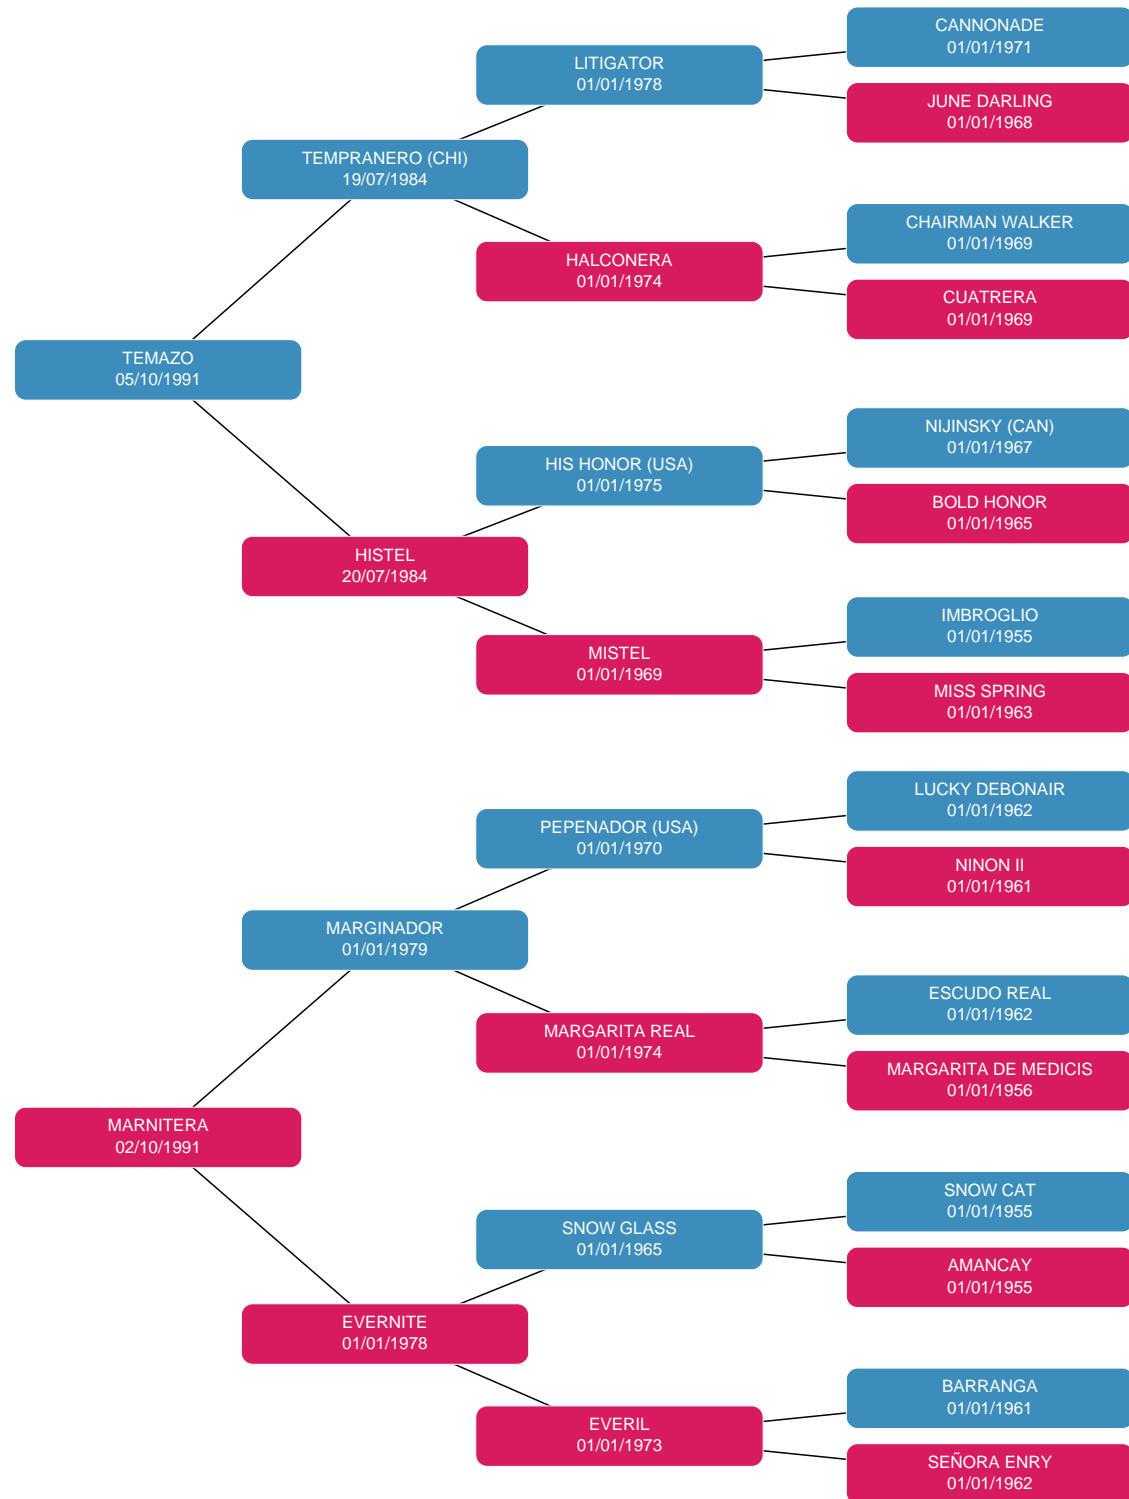 CANNONADE
01/01/1971
LITIGATOR
01/01/1978
JUNE DARLING
01/01/1968
TEMPRANERO (CHI)
19/07/1984
CHAIRMAN WALKER
01/01/1969
HALCONERA
01/01/1974
CUATRERA
01/01/1969
TEMAZO
05/10/1991
NIJINSKY (CAN)
01/01/1967
HIS HONOR (USA)
01/01/1975
BOLD HONOR
01/01/1965
HISTEL
20/07/1984
IMBROGLIO
01/01/1955
MISTEL
01/01/1969
MISS SPRING
01/01/1963
LUCKY DEBONAIR
01/01/1962
PEPENADOR (USA)
01/01/1970
NINON II
01/01/1961
MARGINADOR
01/01/1979
ESCUDO REAL
01/01/1962
MARGARITA REAL
01/01/1974
MARGARITA DE MEDICIS
01/01/1956
MARNITERA
02/10/1991
SNOW CAT
01/01/1955
SNOW GLASS
01/01/1965
AMANCAY
01/01/1955
EVERNITE
01/01/1978
BARRANGA
01/01/1961
EVERIL
01/01/1973
SEÑORA ENRY
01/01/1962